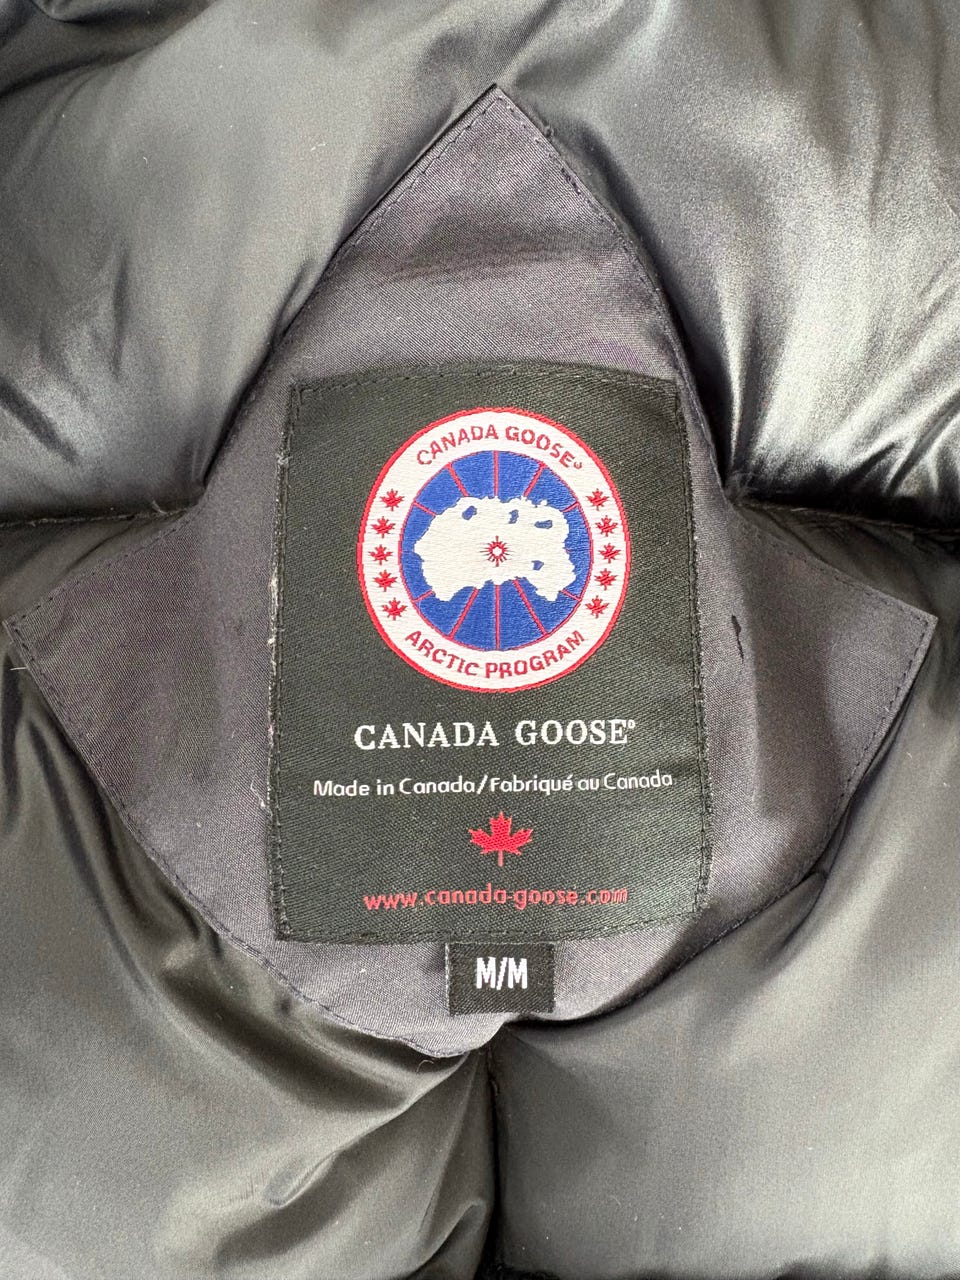 CANADA GOOSE®
ARCTIC PROGRAM
CANADA GOOSE®
Made in Canada/Fabriqué au Canada
www.canada-goose.com
M/M